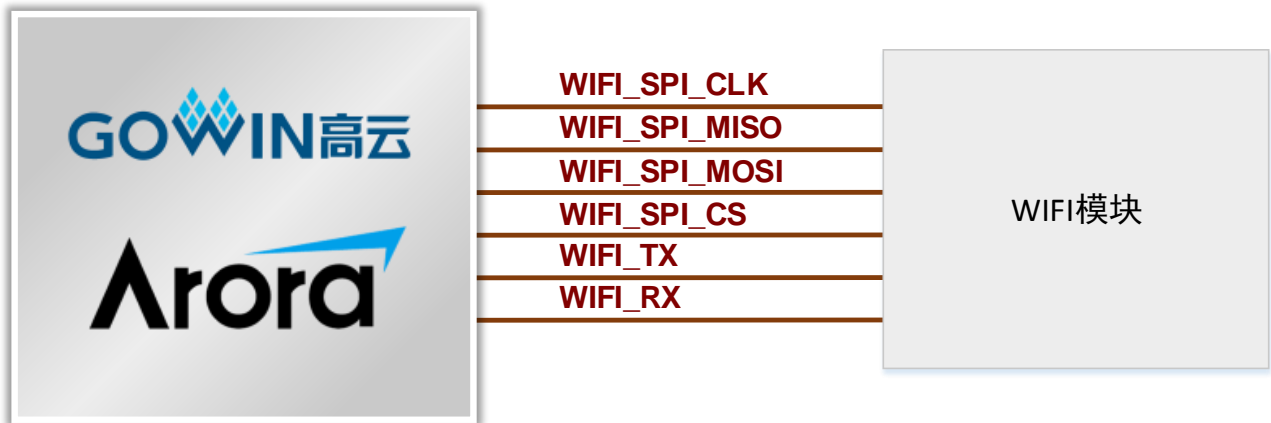 GOWIN高云
Arora
WIFI_SPI_CLK
WIFI_SPI_MISO
WIFI_SPI_MOSI
WIFI_SPI_CS
WIFI_TX
WIFI_RX
WIFI模块